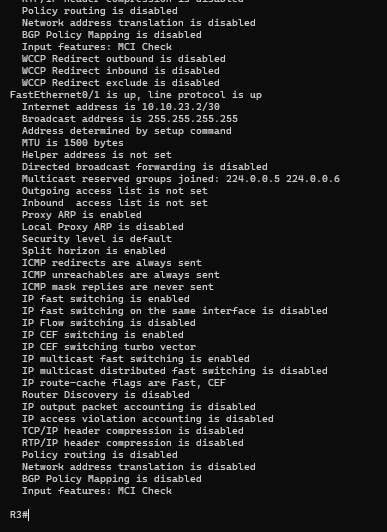 RTP/IP header compression is disabled
Policy routing is disabled
Network address translation is disabled
BGP Policy Mapping is disabled
Input features: MCI Check
WCCP Redirect outbound is disabled
WCCP Redirect inbound is disabled
WCCP Redirect exclude is disabled
FastEthernet0/1 is up, line protocol is up
Internet address is 10.10.23.2/30
Broadcast address is 255.255.255.255
Address determined by setup command
MTU is 1500 bytes
Helper address is not set
Directed broadcast forwarding is disabled
Multicast reserved groups joined: 224.0.0.5 224.0.0.6
Outgoing access list is not set
Inbound  access list is not set
Proxy ARP is enabled
Local Proxy ARP is disabled
Security level is default
Split horizon is enabled
ICMP redirects are always sent
ICMP unreachables are always sent
ICMP mask replies are never sent
IP fast switching is enabled
IP fast switching on the same interface is disabled
IP Flow switching is disabled
IP CEF switching is enabled
IP CEF switching turbo vector
IP multicast fast switching is enabled
IP multicast distributed fast switching is disabled
IP route-cache flags are Fast, CEF
Router Discovery is disabled
IP output packet accounting is disabled
IP access violation accounting is disabled
TCP/IP header compression is disabled
RTP/IP header compression is disabled
Policy routing is disabled
Network address translation is disabled
BGP Policy Mapping is disabled
Input features: MCI Check
R3#